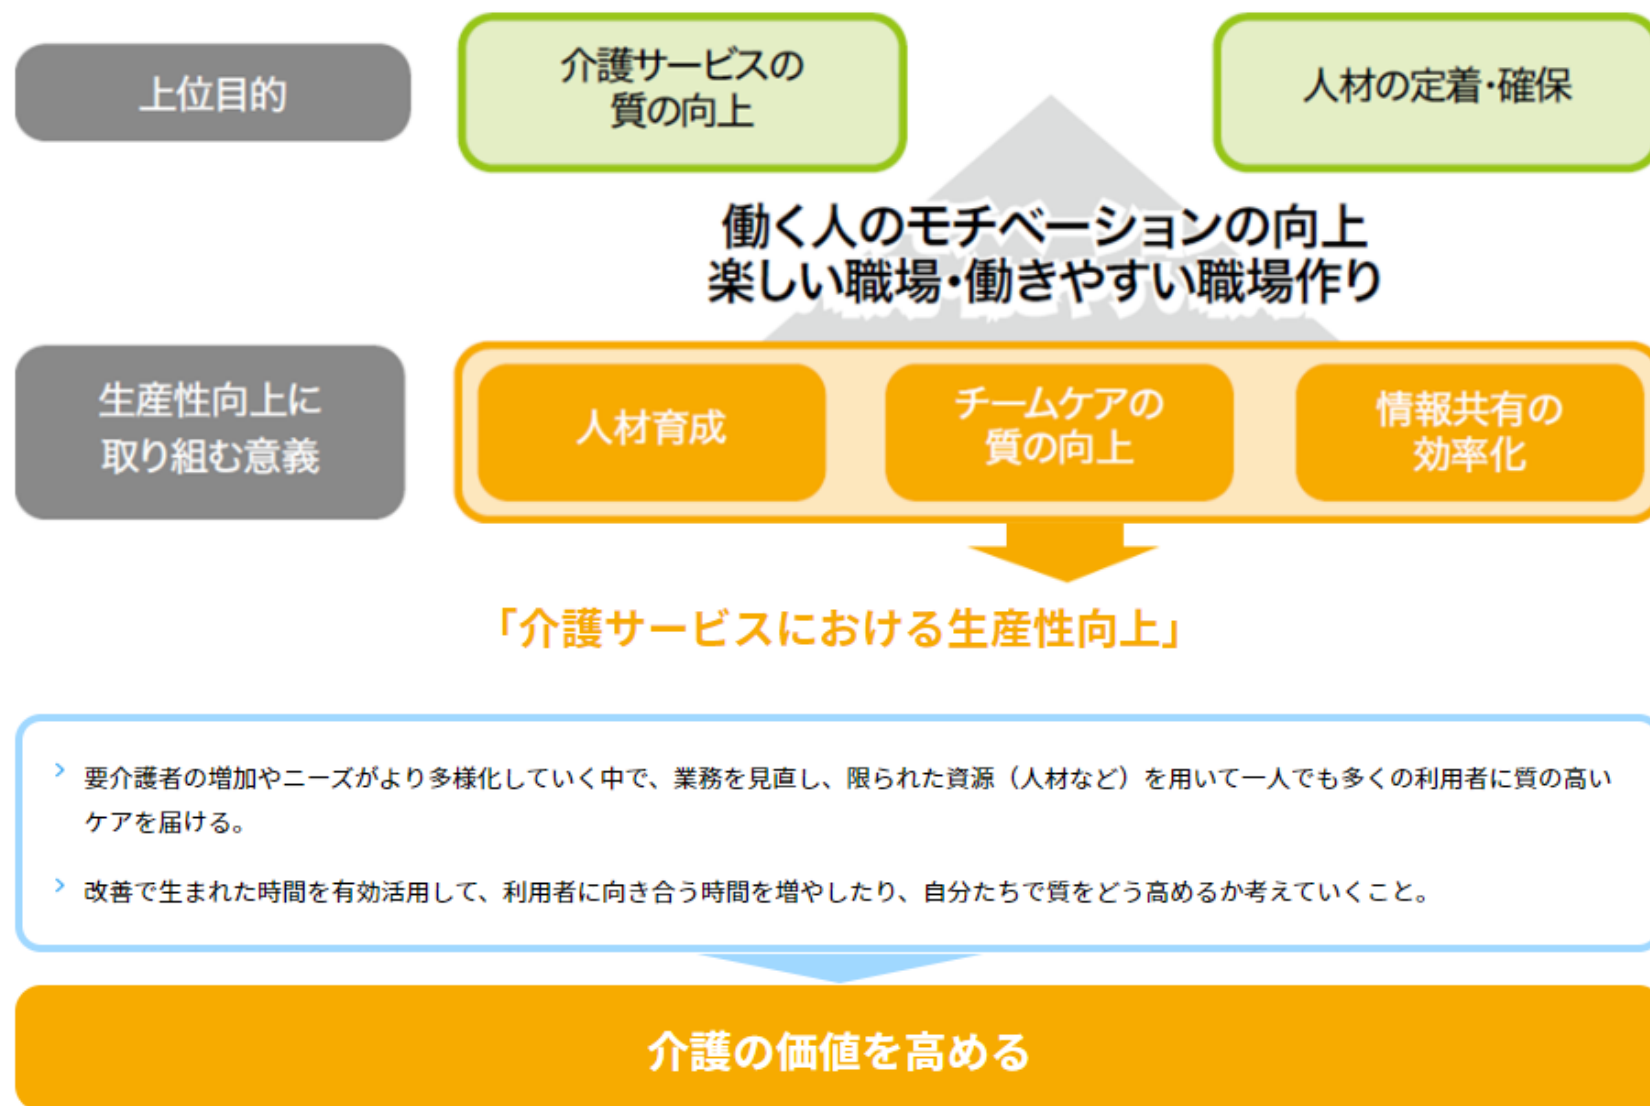 上位目的
介護サービスの
質の向上
人材の定着・確保
働く人のモチベーションの向上
楽しい職場・働きやすい職場作り
生産性向上に
取り組む意義
人材育成
チームケアの
質の向上
情報共有の
効率化
「介護サービスにおける生産性向上」
要介護者の増加やニーズがより多様化していく中で、業務を見直し、限られた資源（人材など）を用いて一人でも多くの利用者に質の高い
ケアを届ける。
改善で生まれた時間を有効活用して、利用者に向き合う時間を増やしたり、自分たちで質をどう高めるか考えていくこと。
介護の価値を高める